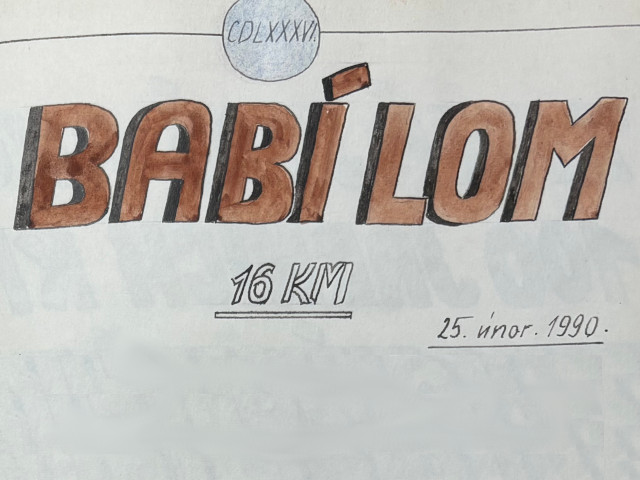 CDLXXXVI.
BABÍ LOM
16 KM
25. únor. 1990.